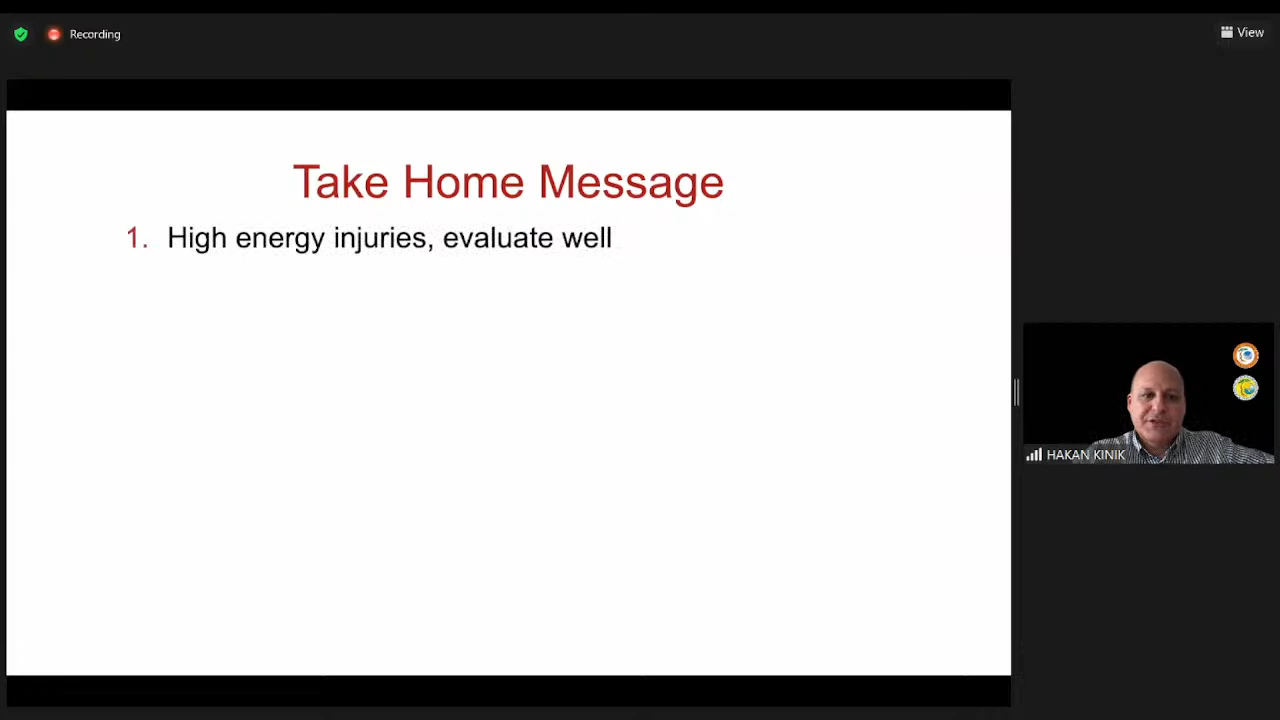 Recording
View
Take Home Message
1. High energy injuries, evaluate well
HAKAN KINIK